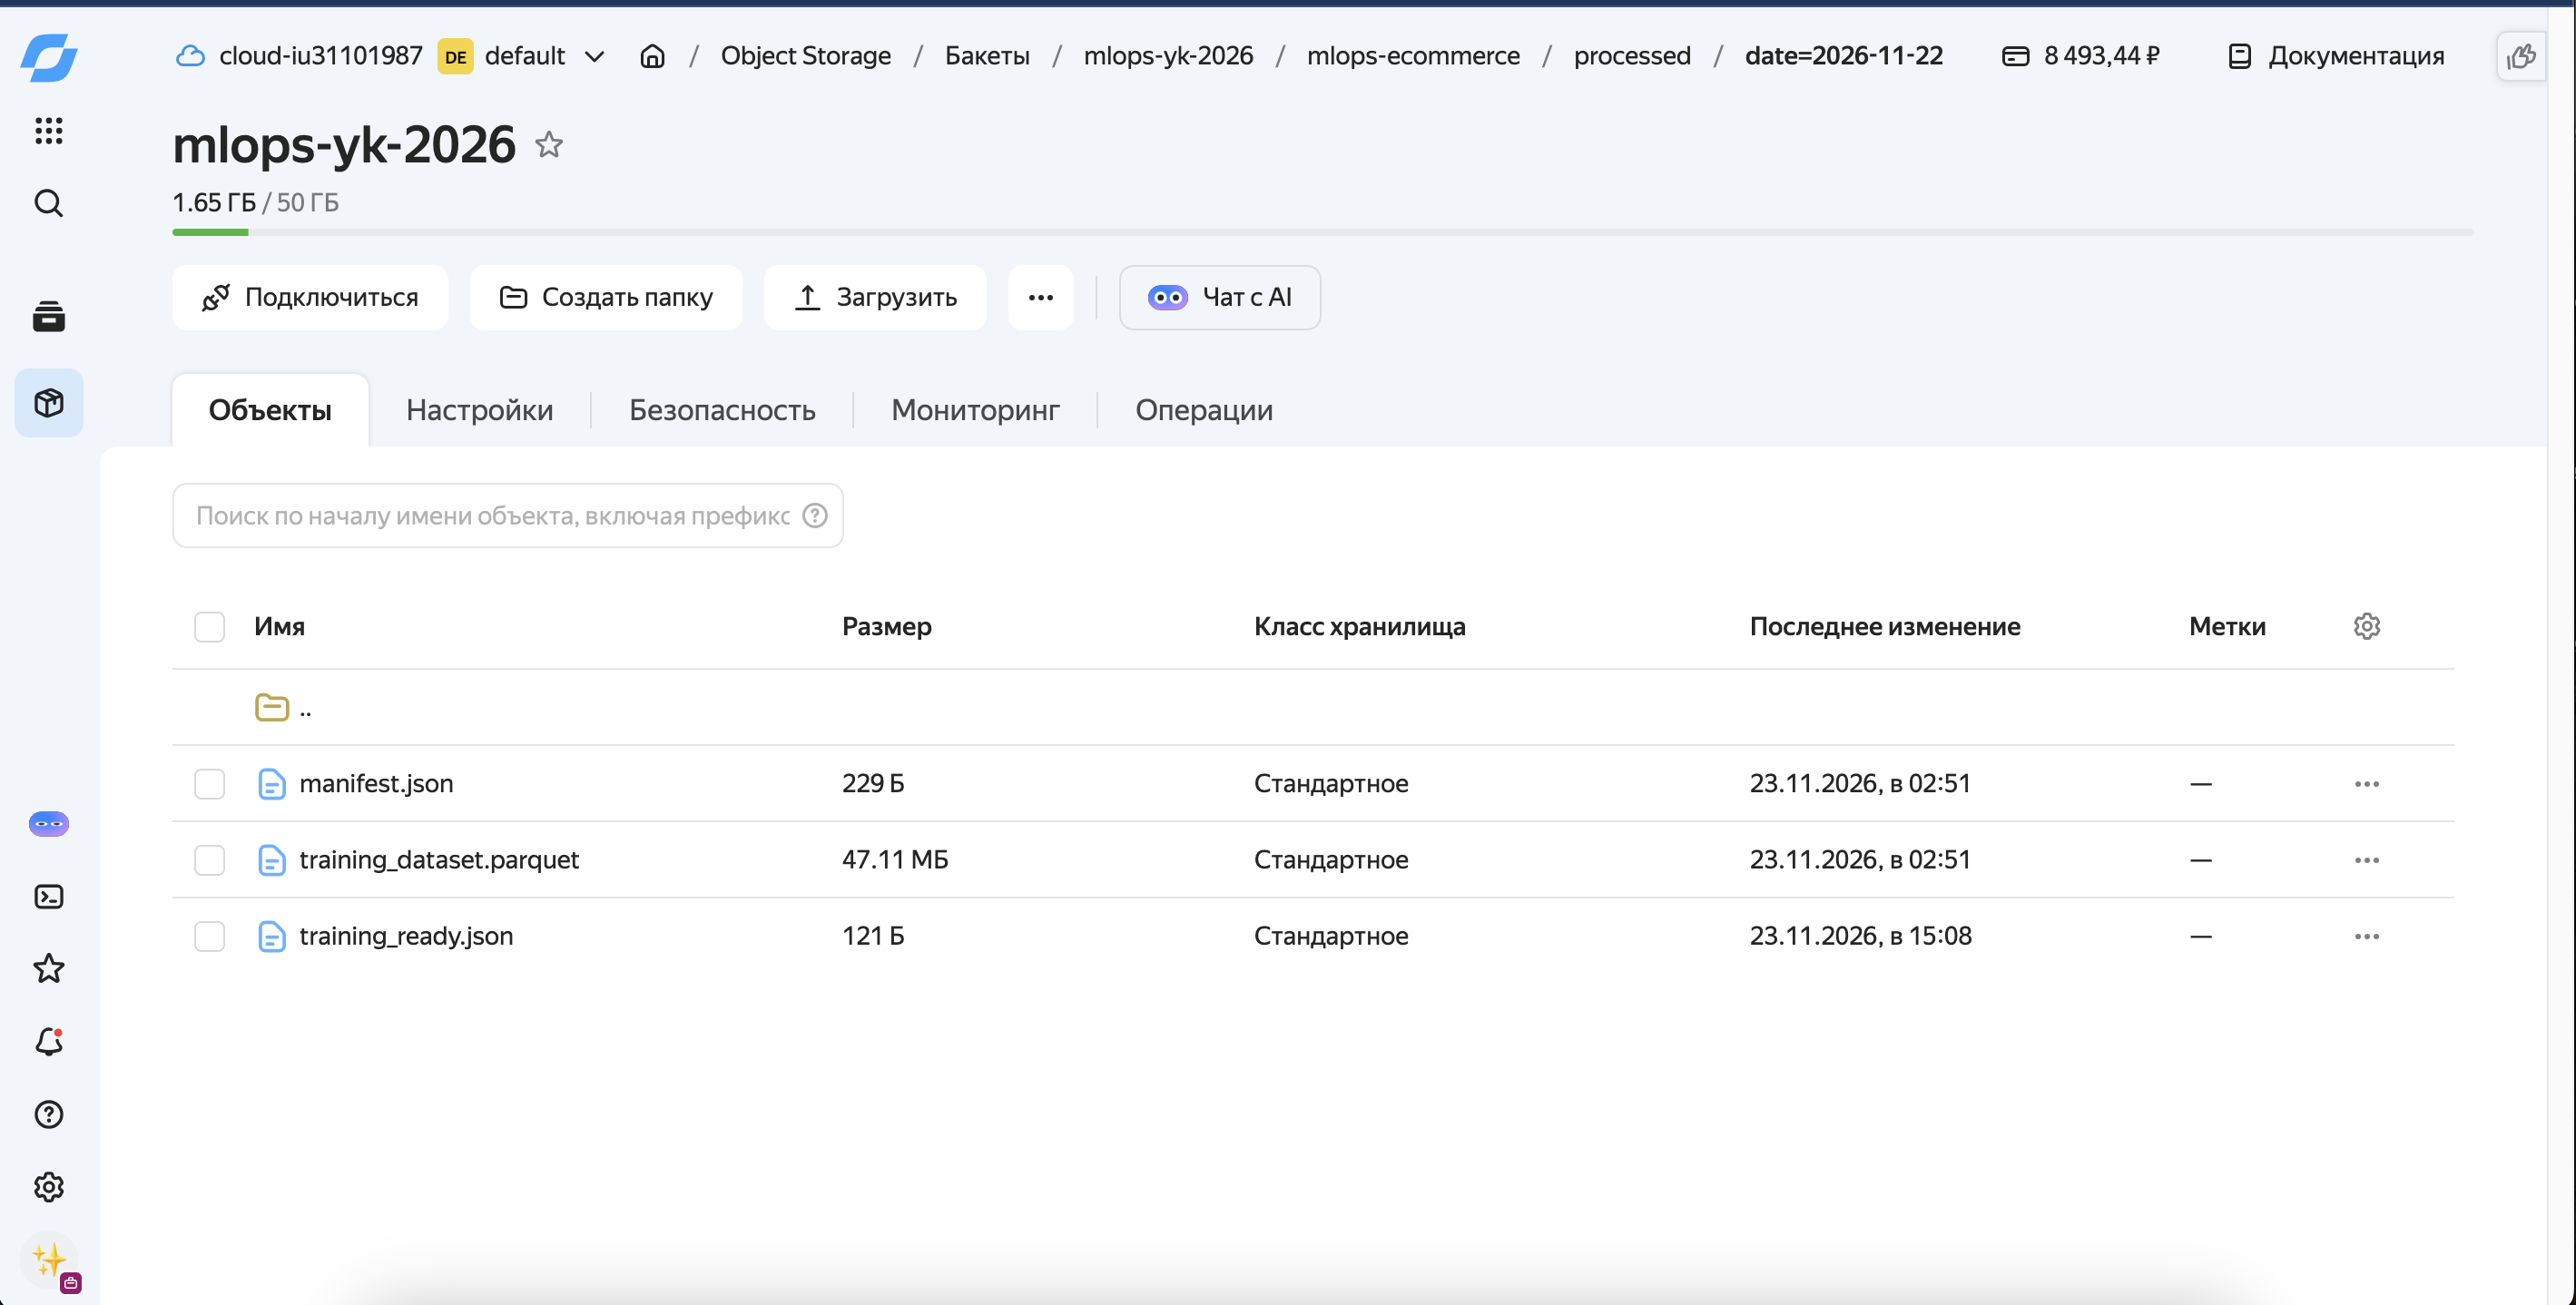 cloud-iu31101987 DE default / Object Storage / Бакеты / mlops-yk-2026 / mlops-ecommerce / processed / date=2026-11-22 8 493,44 ₽ Документация
mlops-yk-2026
1.65 ГБ / 50 ГБ
Подключиться Создать папку Загрузить Чат с AI
Объекты Настройки Безопасность Мониторинг Операции
Поиск по началу имени объекта, включая префикс
Имя Размер Класс хранилища Последнее изменение Метки
..
manifest.json 229 Б Стандартное 23.11.2026, в 02:51 —
training_dataset.parquet 47.11 МБ Стандартное 23.11.2026, в 02:51 —
training_ready.json 121 Б Стандартное 23.11.2026, в 15:08 —